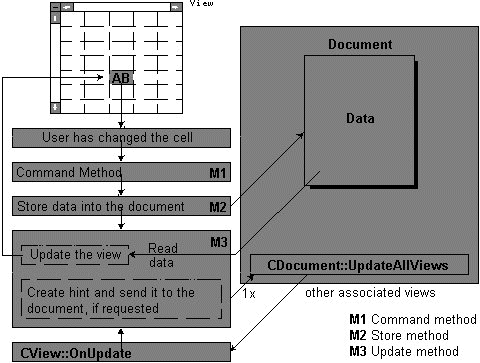 View
AB
User has changed the cell
Command Method M1
Store data into the document M2
M3
Update the view
Read
data
Create hint and send it to the
document, if requested
CView::OnUpdate
Document
Data
CDocument::UpdateAllViews
1x
other associated views
M1 Command method
M2 Store method
M3 Update method